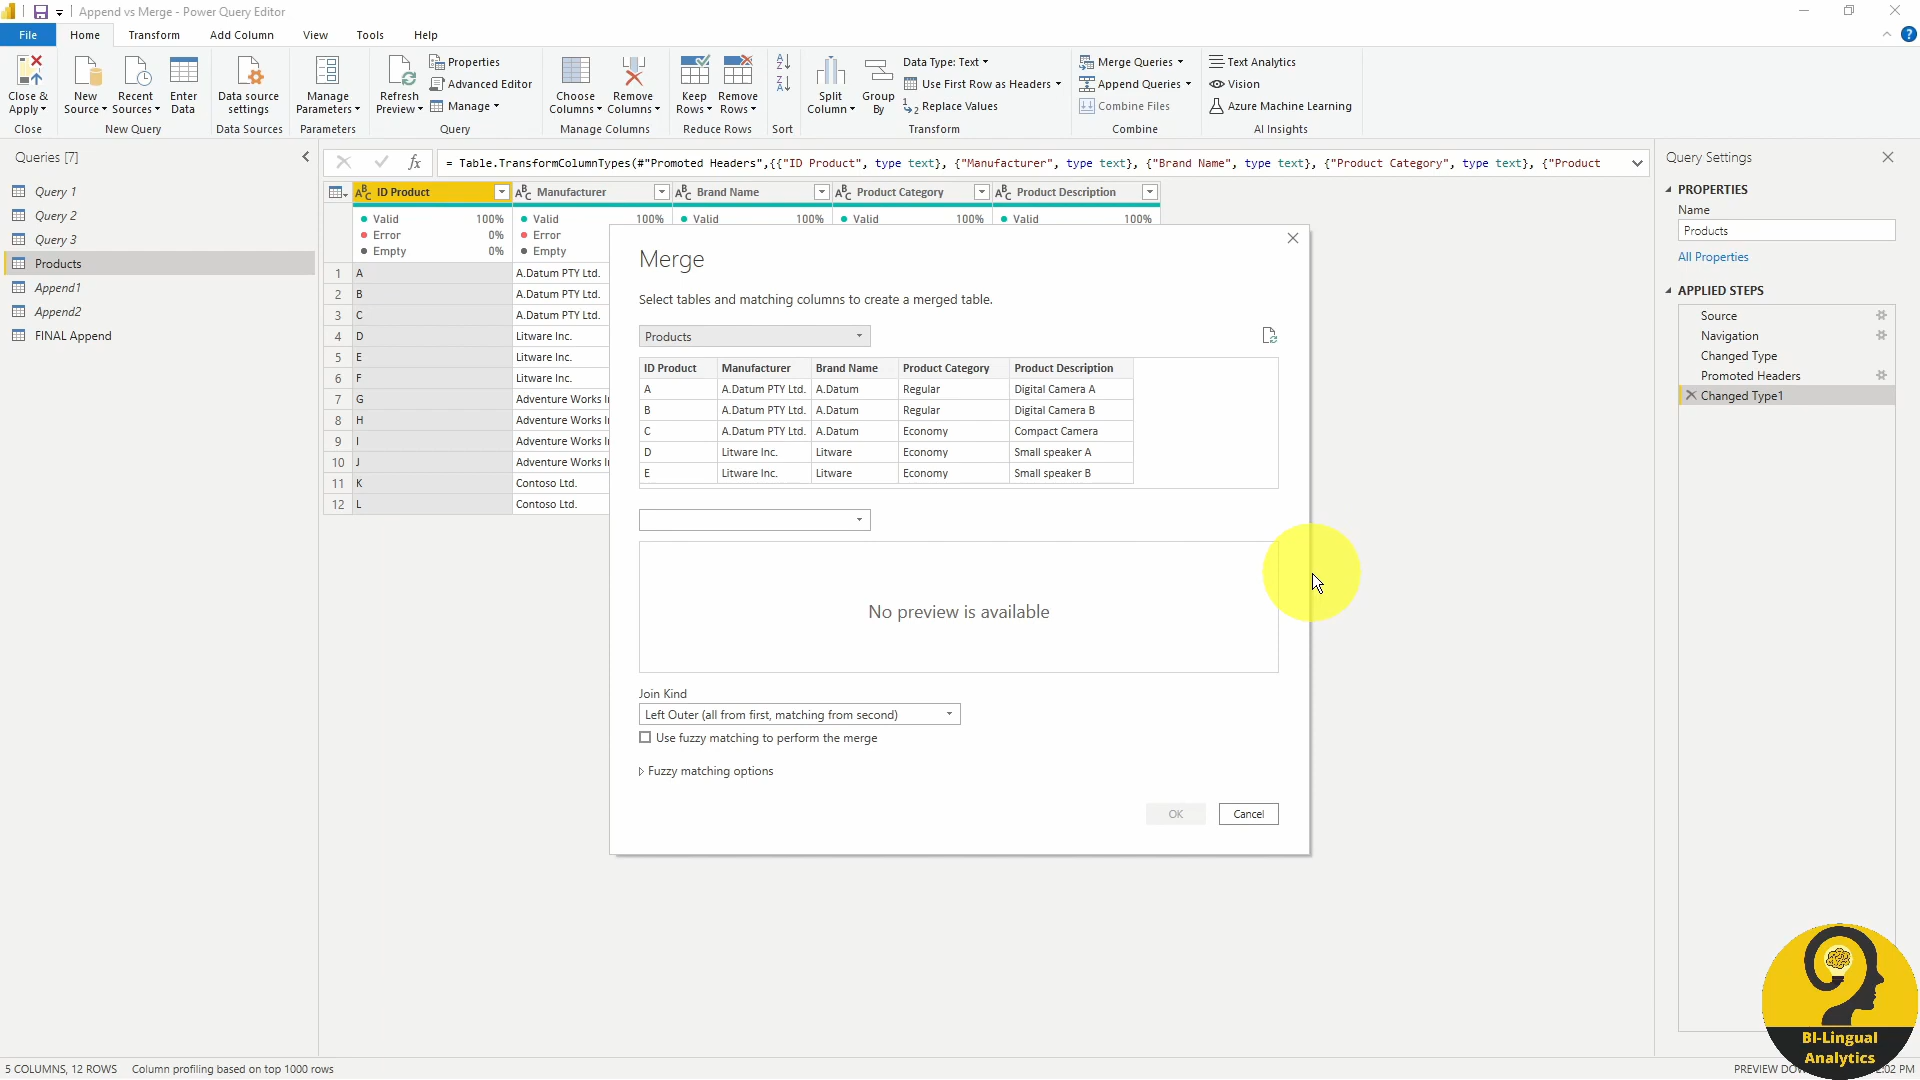 Append vs Merge - Power Query Editor
File Home Transform Add Column View Tools Help
Close & Apply
Close
New Source
Recent Sources
Enter Data
New Query
Data source settings
Data Sources
Manage Parameters
Parameters
Refresh Preview
Properties
Advanced Editor
Manage
Query
Choose Columns
Remove Columns
Manage Columns
Keep Rows
Remove Rows
Reduce Rows
Sort
Split Column
Group By
Data Type: Text
Use First Row as Headers
Replace Values
Transform
Merge Queries
Append Queries
Combine Files
Combine
Text Analytics
Vision
Azure Machine Learning
AI Insights
Queries [7]
Query 1
Query 2
Query 3
Products
Append1
Append2
FINAL Append
fx = Table.TransformColumnTypes(#"Promoted Headers",{{"ID Product", type text}, {"Manufacturer", type text}, {"Brand Name", type text}, {"Product Category", type text}, {"Product
ID Product Manufacturer Brand Name Product Category Product Description
Valid 100% Valid 100% Valid 100% Valid 100% Valid 100%
Error 0% Error
Empty 0% Empty
1 A A.Datum PTY Ltd.
2 B A.Datum PTY Ltd.
3 C A.Datum PTY Ltd.
4 D Litware Inc.
5 E Litware Inc.
6 F Litware Inc.
7 G Adventure Works
8 H Adventure Works
9 I Adventure Works
10 J Adventure Works
11 K Contoso Ltd.
12 L Contoso Ltd.
Merge
Select tables and matching columns to create a merged table.
Products
ID Product Manufacturer Brand Name Product Category Product Description
A A.Datum PTY Ltd. A.Datum Regular Digital Camera A
B A.Datum PTY Ltd. A.Datum Regular Digital Camera B
C A.Datum PTY Ltd. A.Datum Economy Compact Camera
D Litware Inc. Litware Economy Small speaker A
E Litware Inc. Litware Economy Small speaker B
No preview is available
Join Kind
Left Outer (all from first, matching from second)
Use fuzzy matching to perform the merge
Fuzzy matching options
OK Cancel
Query Settings
PROPERTIES
Name
Products
All Properties
APPLIED STEPS
Source
Navigation
Changed Type
Promoted Headers
Changed Type1
BI-Lingual
Analytics
5 COLUMNS, 12 ROWS Column profiling based on top 1000 rows
PREVIEW :02 PM